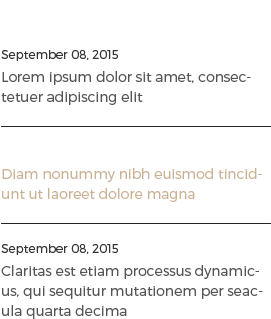 September 08, 2015
Lorem ipsum dolor sit amet, consec-
tetuer adipiscing elit
Diam nonummy nibh euismod tincid-
unt ut laoreet dolore magna
September 08, 2015
Claritas est etiam processus dynamic-
us, qui sequitur mutationem per seac-
ula quarta decima